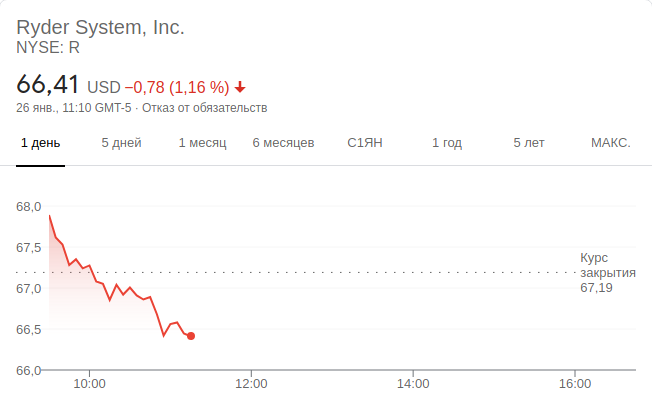 Ryder System, Inc.
NYSE: R
66,41 USD −0,78 (1,16 %)
26 янв., 11:10 GMT-5 · Отказ от обязательств
1 день 5 дней 1 месяц 6 месяцев С1ЯН 1 год 5 лет МАКС.
68,0
67,5
Курс
закрытия
67,19
67,0
66,5
66,0
10:00 12:00 14:00 16:00